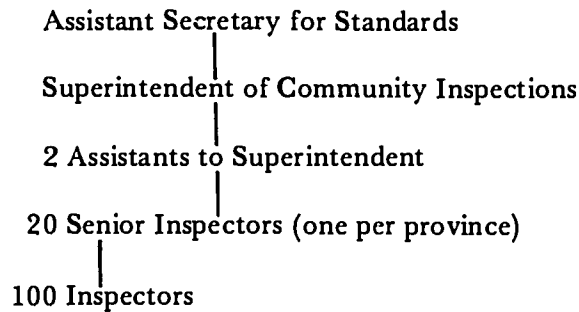 Assistant Secretary for Standards
Superintendent of Community Inspections
2 Assistants to Superintendent
20 Senior Inspectors (one per province)
100 Inspectors